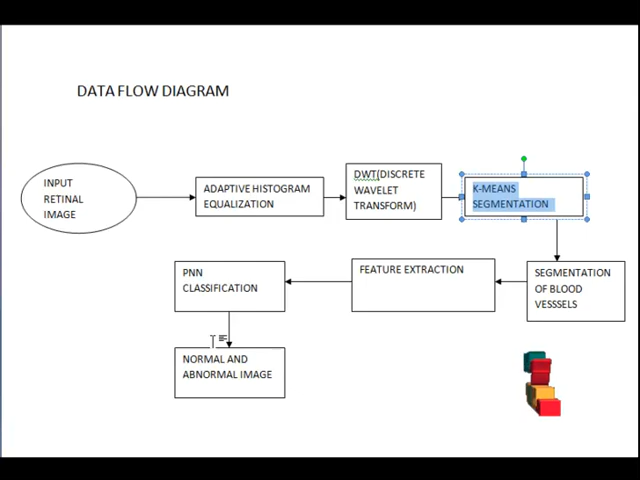 DATA FLOW DIAGRAM
INPUT
RETINAL
IMAGE
ADAPTIVE HISTOGRAM
EQUALIZATION
DWT(DISCRETE
WAVELET
TRANSFORM)
K-MEANS
SEGMENTATION
PNN
CLASSIFICATION
FEATURE EXTRACTION
SEGMENTATION
OF BLOOD
VESSSELS
NORMAL AND
ABNORMAL IMAGE